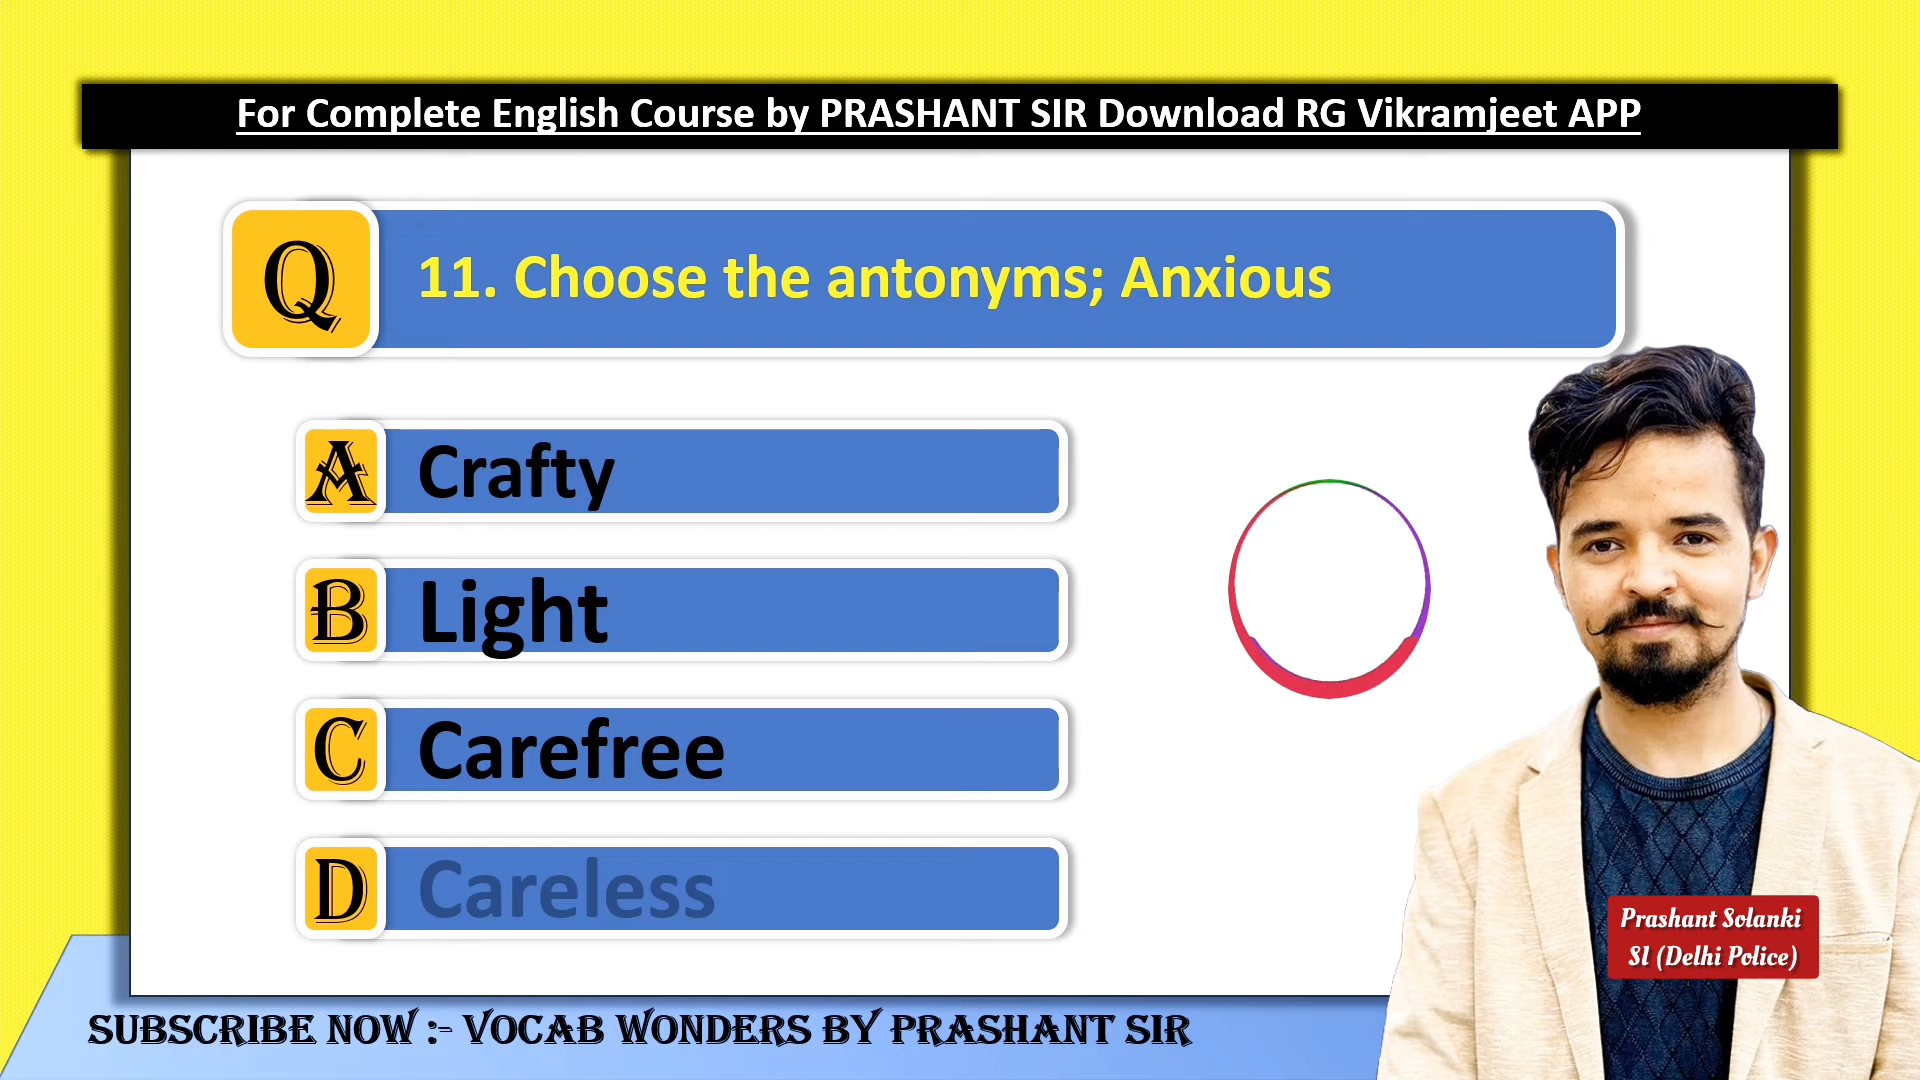 For Complete English Course by PRASHANT SIR Download RG Vikramjeet APP
Q
11. Choose the antonyms; Anxious
A
Crafty
B
Light
C
Carefree
D
Careless
Prashant Solanki
SI (Delhi Police)
SUBSCRIBE NOW :- VOCAB WONDERS BY PRASHANT SIR